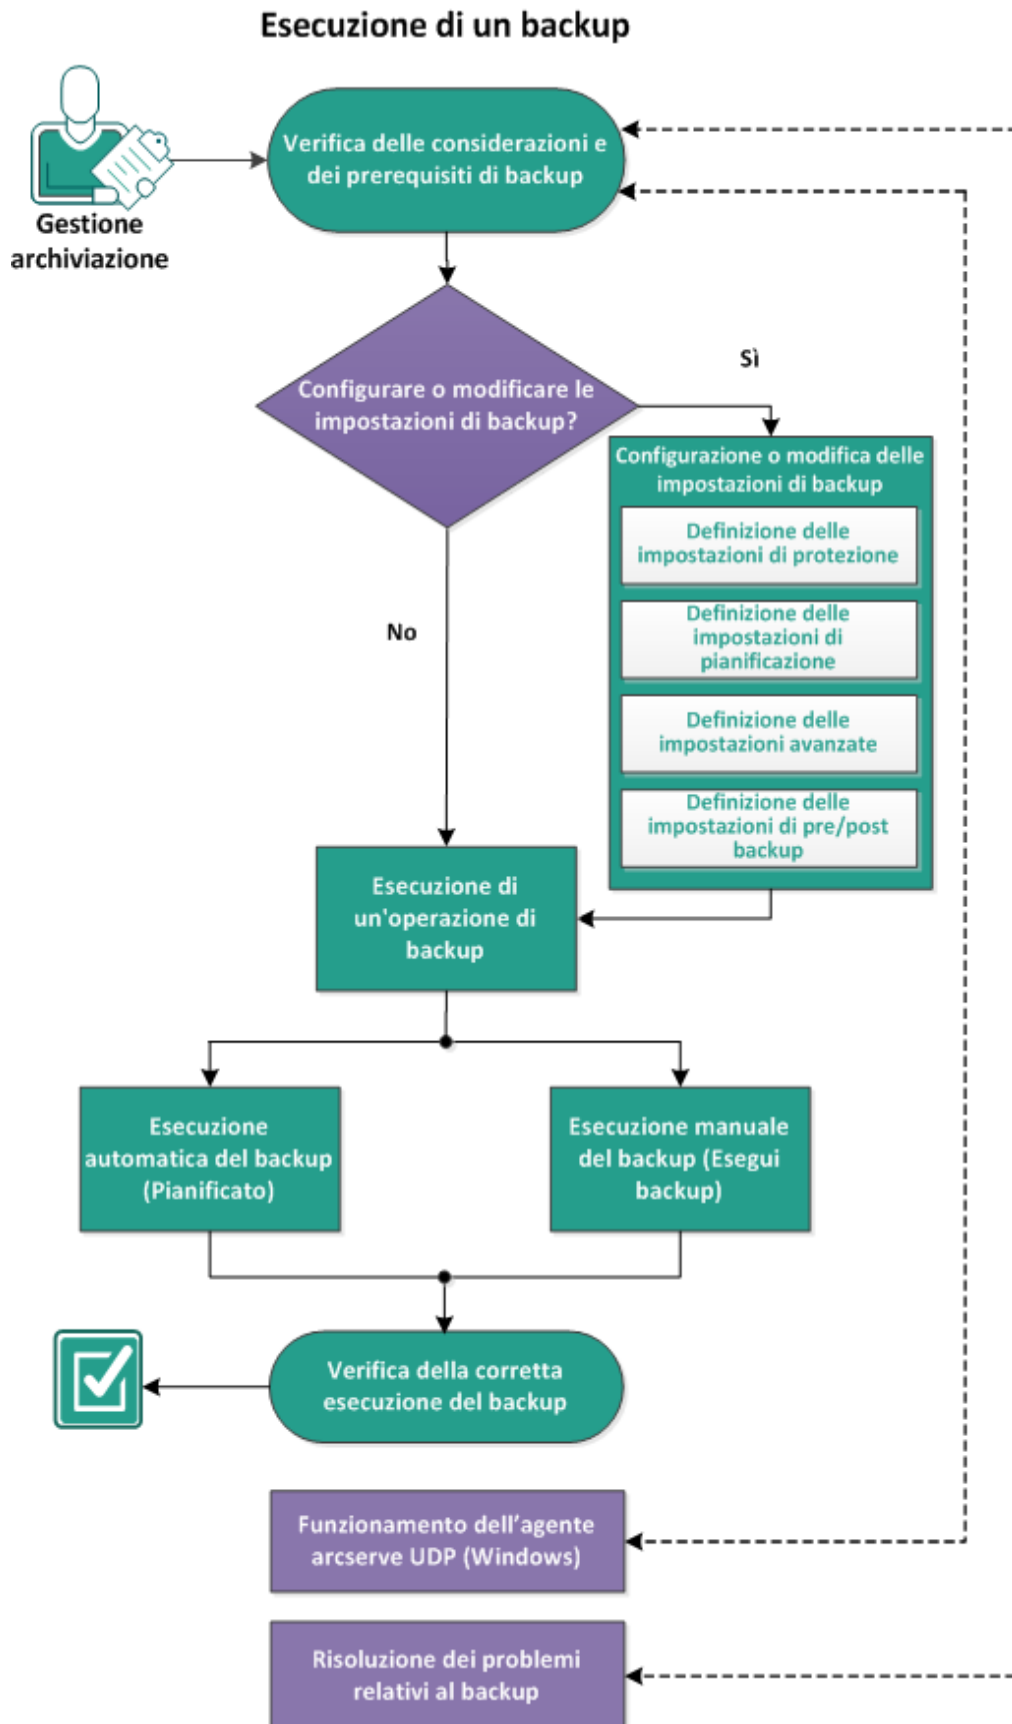 Esecuzione di un backup
Verifica delle considerazioni e
dei prerequisiti di backup
Gestione
archiviazione
Configurare o modificare le
impostazioni di backup?
Sì
Configurazione o modifica delle
impostazioni di backup
Definizione delle
impostazioni di protezione
Definizione delle
impostazioni di
pianificazione
Definizione delle
impostazioni avanzate
Definizione delle
impostazioni di pre/post
backup
No
Esecuzione di
un'operazione di
backup
Esecuzione
automatica del backup
(Pianificato)
Esecuzione manuale
del backup (Esegui
backup)
Verifica della corretta
esecuzione del backup
Funzionamento dell’agente
arcserve UDP (Windows)
Risoluzione dei problemi
relativi al backup